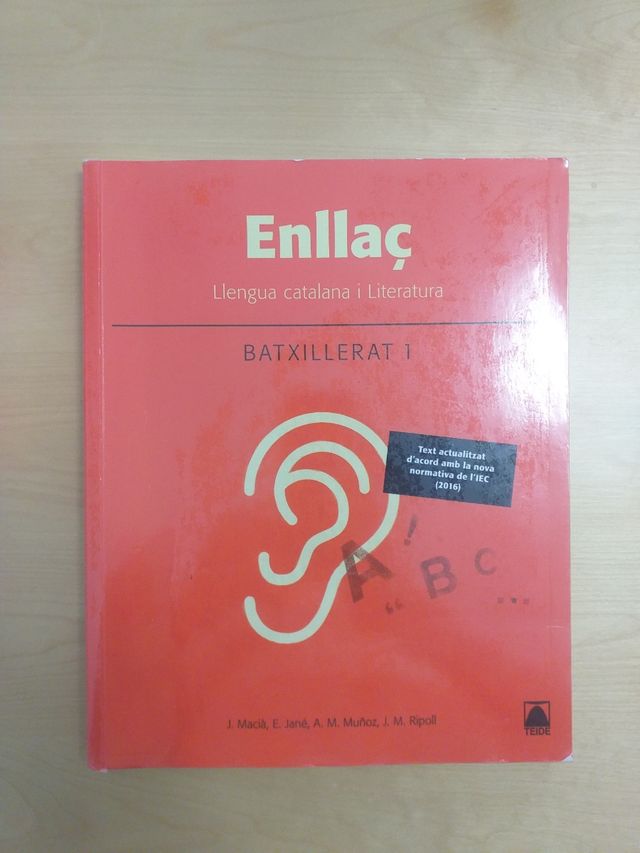 Enllaç
Llengua catalana i Literatura
BATXILLERAT 1
Text actualitzat
d'acord amb la nova
normativa de l'IEC
(2016)
A ! B C
“ ...
J. Macià, E. Jané, A. M. Muñoz, J. M. Ripoll
TEIDE